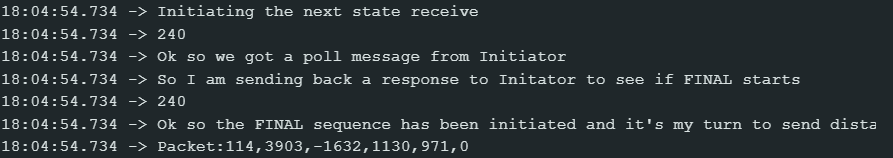 18:04:54.734 -> Initiating the next state receive
18:04:54.734 -> 240
18:04:54.734 -> Ok so we got a poll message from Initiator
18:04:54.734 -> So I am sending back a response to Initator to see if FINAL starts
18:04:54.734 -> 240
18:04:54.734 -> Ok so the FINAL sequence has been initiated and it's my turn to send dista
18:04:54.734 -> Packet:114,3903,-1632,1130,971,0